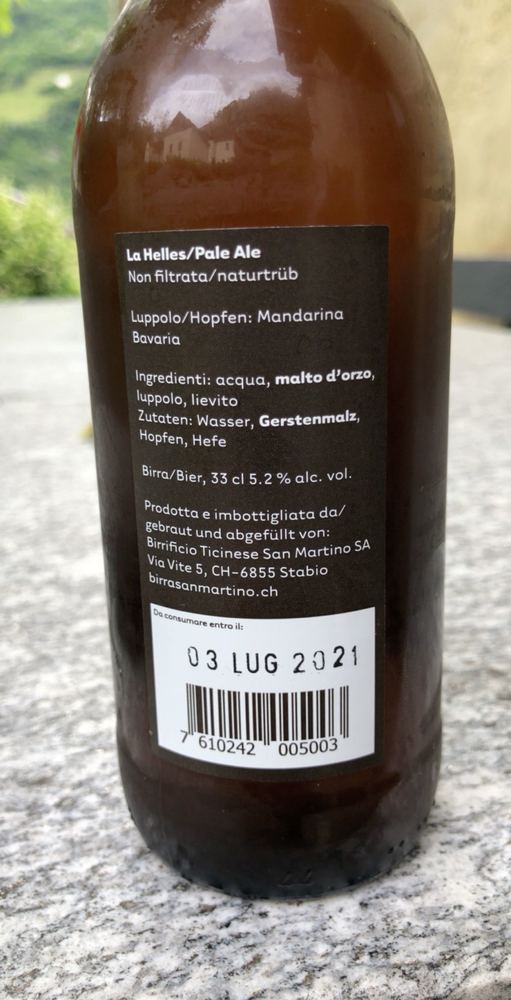 La Helles/Pale Ale
Non filtrata/naturtrüb
Luppolo/Hopfen: Mandarina
Bavaria
Ingredienti: acqua, malto d'orzo,
luppolo, lievito
Zutaten: Wasser, Gerstenmalz,
Hopfen, Hefe
Birra/Bier, 33 cl 5.2 % alc. vol.
Prodotta e imbottigliata da/
gebraut und abgefüllt von:
Birrificio Ticinese San Martino SA
Via Vite 5, CH-6855 Stabio
birrasanmartino.ch
Da consumare entro il:
03 LUG 2021
7 610242 005003